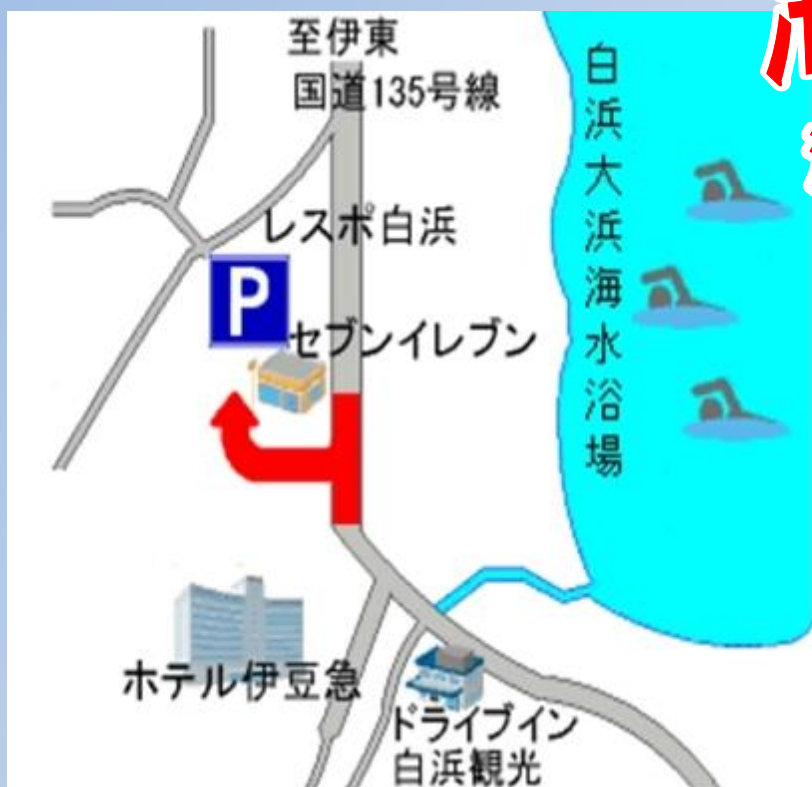 至伊東
国道135号線
白浜大浜海水浴場
レスポ白浜
P
セブンイレブン
ホテル伊豆急
ドライブイン
白浜観光